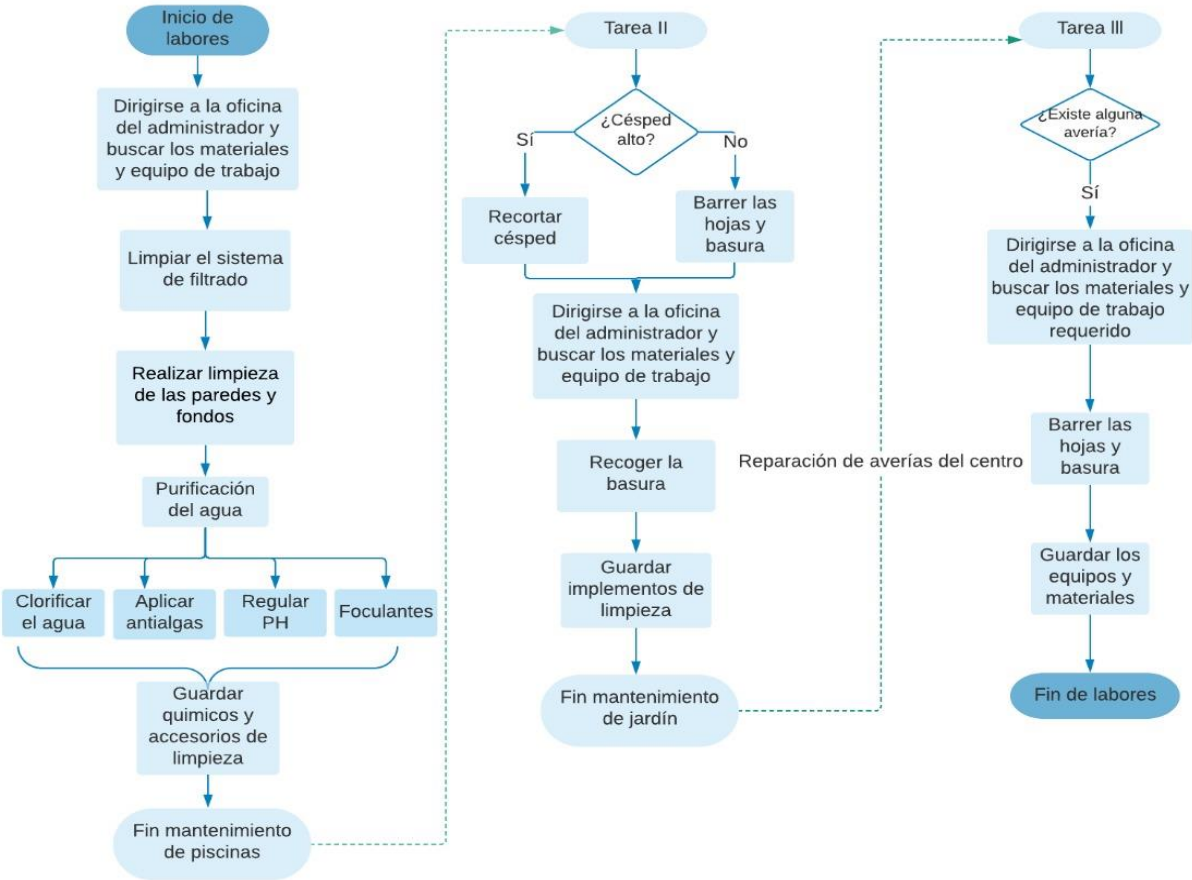 Inicio de
labores
Dirigirse a la oficina
del administrador y
buscar los materiales
y equipo de trabajo
Limpiar el sistema
de filtrado
Realizar limpieza
de las paredes y
fondos
Purificación
del agua
Clorificar
el agua
Aplicar
antialgas
Regular
PH
Foculantes
Guardar
quimicos y
accesorios de
limpieza
Fin mantenimiento
de piscinas
Tarea II
¿Césped
alto?
Sí
No
Recortar
césped
Barrer las
hojas y
basura
Dirigirse a la oficina
del administrador y
buscar los materiales y
equipo de trabajo
Recoger la
basura
Guardar
implementos de
limpieza
Fin mantenimiento
de jardín
Reparación de averías del centro
Tarea III
¿Existe alguna
avería?
Sí
Dirigirse a la oficina
del administrador y
buscar los materiales y
equipo de trabajo
requerido
Barrer las
hojas y
basura
Guardar los
equipos y
materiales
Fin de labores